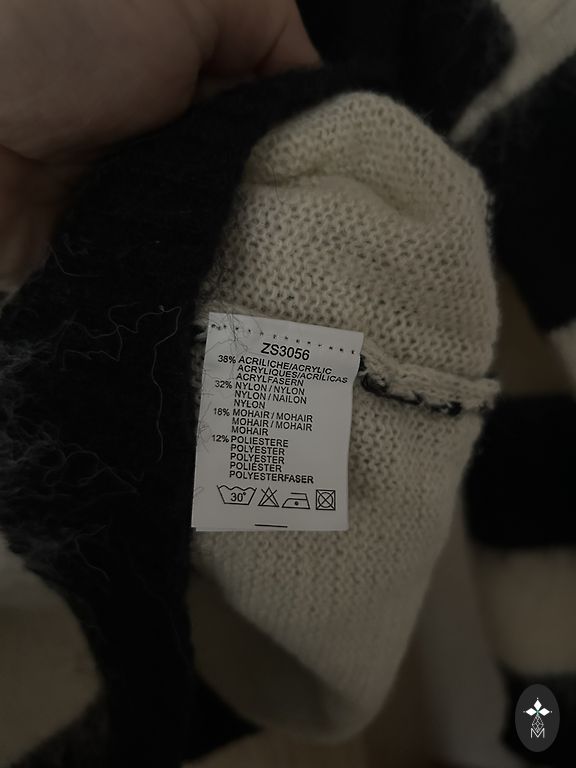 ZS3056
38% ACRILICHE/ACRYLIC
ACRYLIQUES/ACRILICAS
ACRYLFASERN
32% NYLON / NYLON
NYLON / NAILON
NYLON
18% MOHAIR / MOHAIR
MOHAIR / MOHAIR
MOHAIR
12% POLIESTERE
POLYESTER
POLYESTER
POLIÉSTER
POLYESTERFASER
30°
M